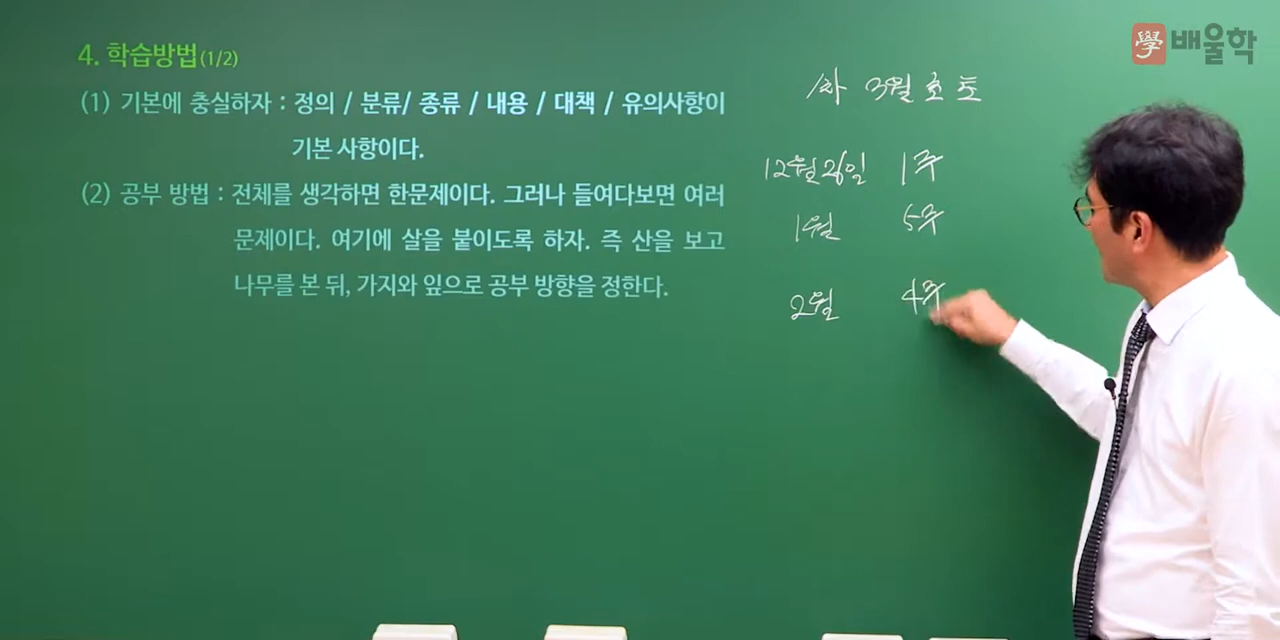 學 배울학
4. 학습방법(1/2)
(1) 기본에 충실하자 : 정의 / 분류/ 종류 / 내용 / 대책 / 유의사항이
기본 사항이다.
(2) 공부 방법 : 전체를 생각하면 한문제이다. 그러나 들여다보면 여러
문제이다. 여기에 살을 붙이도록 하자. 즉 산을 보고
나무를 본 뒤, 가지와 잎으로 공부 방향을 정한다.
1차 3월 초 토
12월26일 1주
1월 5주
2월 4주